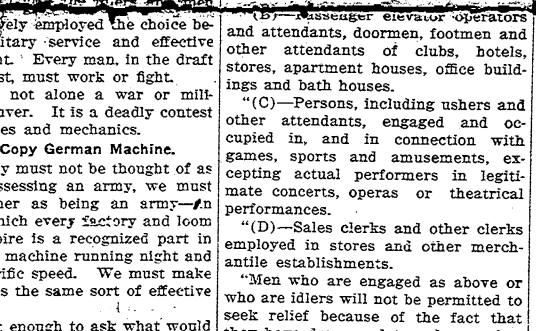 vely employed the choice be-
itary service and effective
t. Every man, in the draft
st, must work or fight.
not alone a war or mili-
ver. It is a deadly contest
es and mechanics.
Copy German Machine.
y must not be thought of as
ssessing an army, we must
her as being an army—in
hich every factory and loom
ire is a recognized part in
machine running night and
ific speed. We must make
s the same sort of effective
enough to ask what would
"(B)—Passenger elevator operators
and attendants, doormen, footmen and
other attendants of clubs, hotels,
stores, apartment houses, office build-
ings and bath houses.
"(C)—Persons, including ushers and
other attendants, engaged and oc-
cupied in, and in connection with
games, sports and amusements, ex-
cepting actual performers in legiti-
mate concerts, operas or theatrical
performances.
"(D)—Sales clerks and other clerks
employed in stores and other merch-
antile establishments.
"Men who are engaged as above or
who are idlers will not be permitted to
seek relief because of the fact that